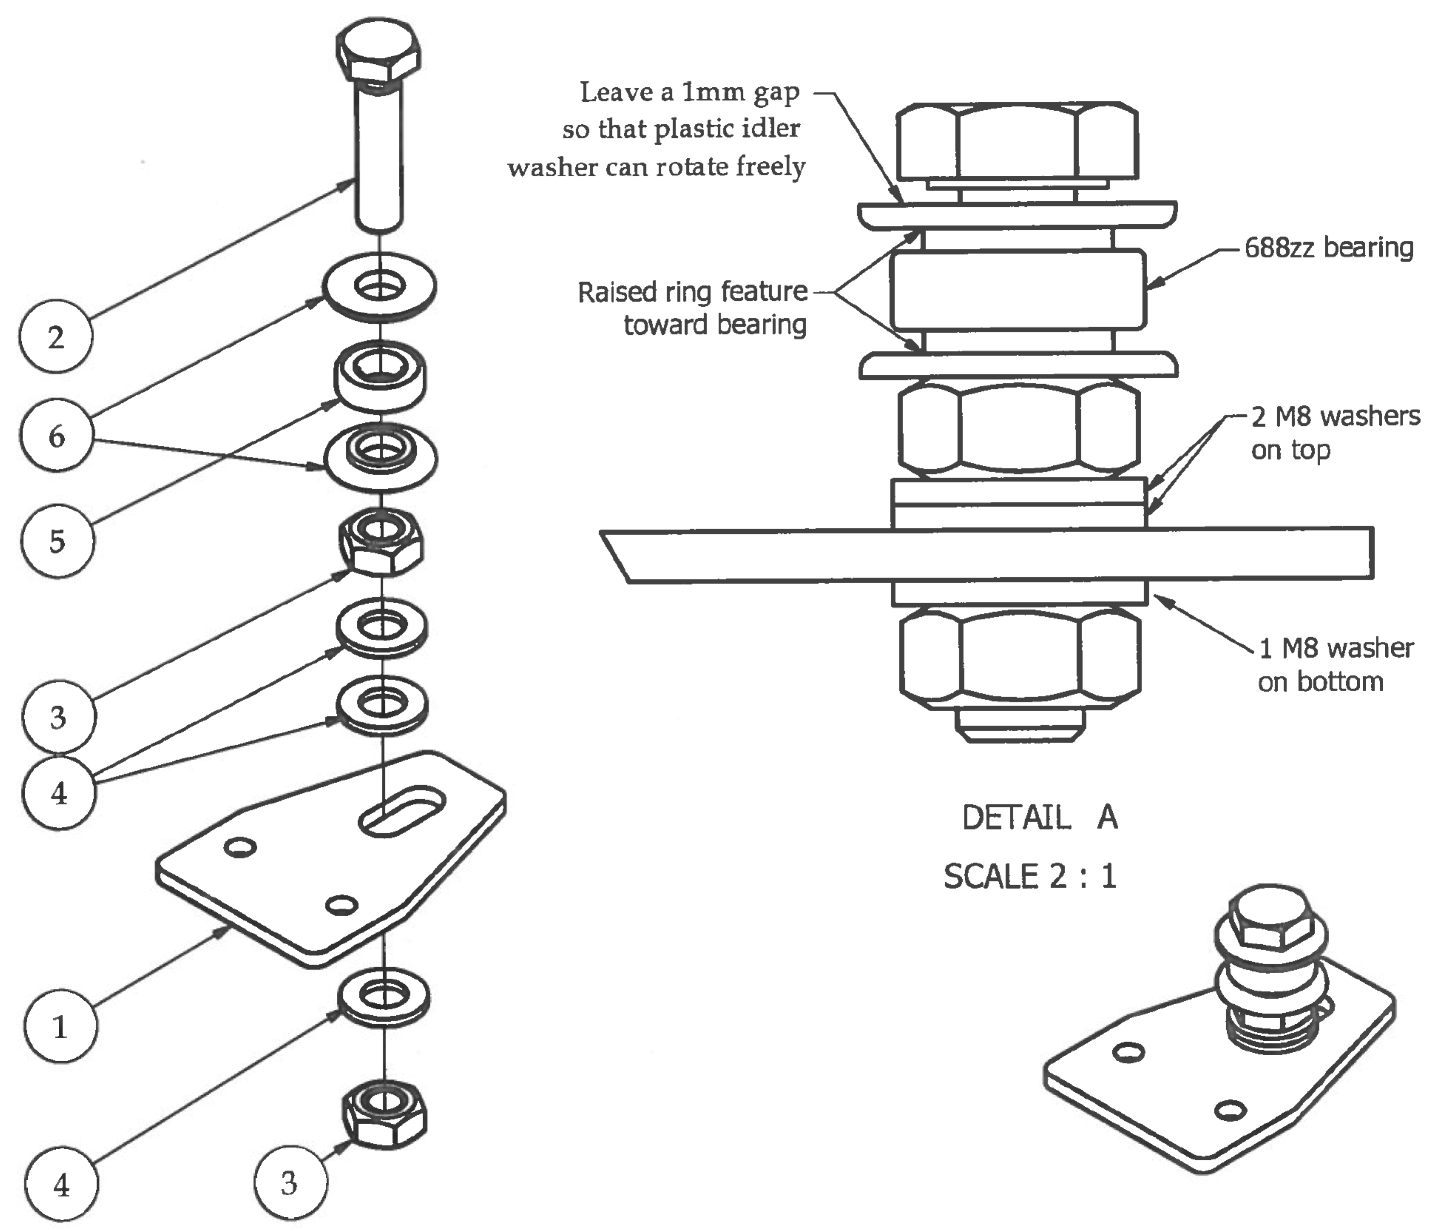 Leave a 1mm gap
so that plastic idler
washer can rotate freely
688zz bearing
Raised ring feature
toward bearing
2
6
5
2 M8 washers
on top
3
4
1 M8 washer
on bottom
DETAIL A
SCALE 2 : 1
1
4
3